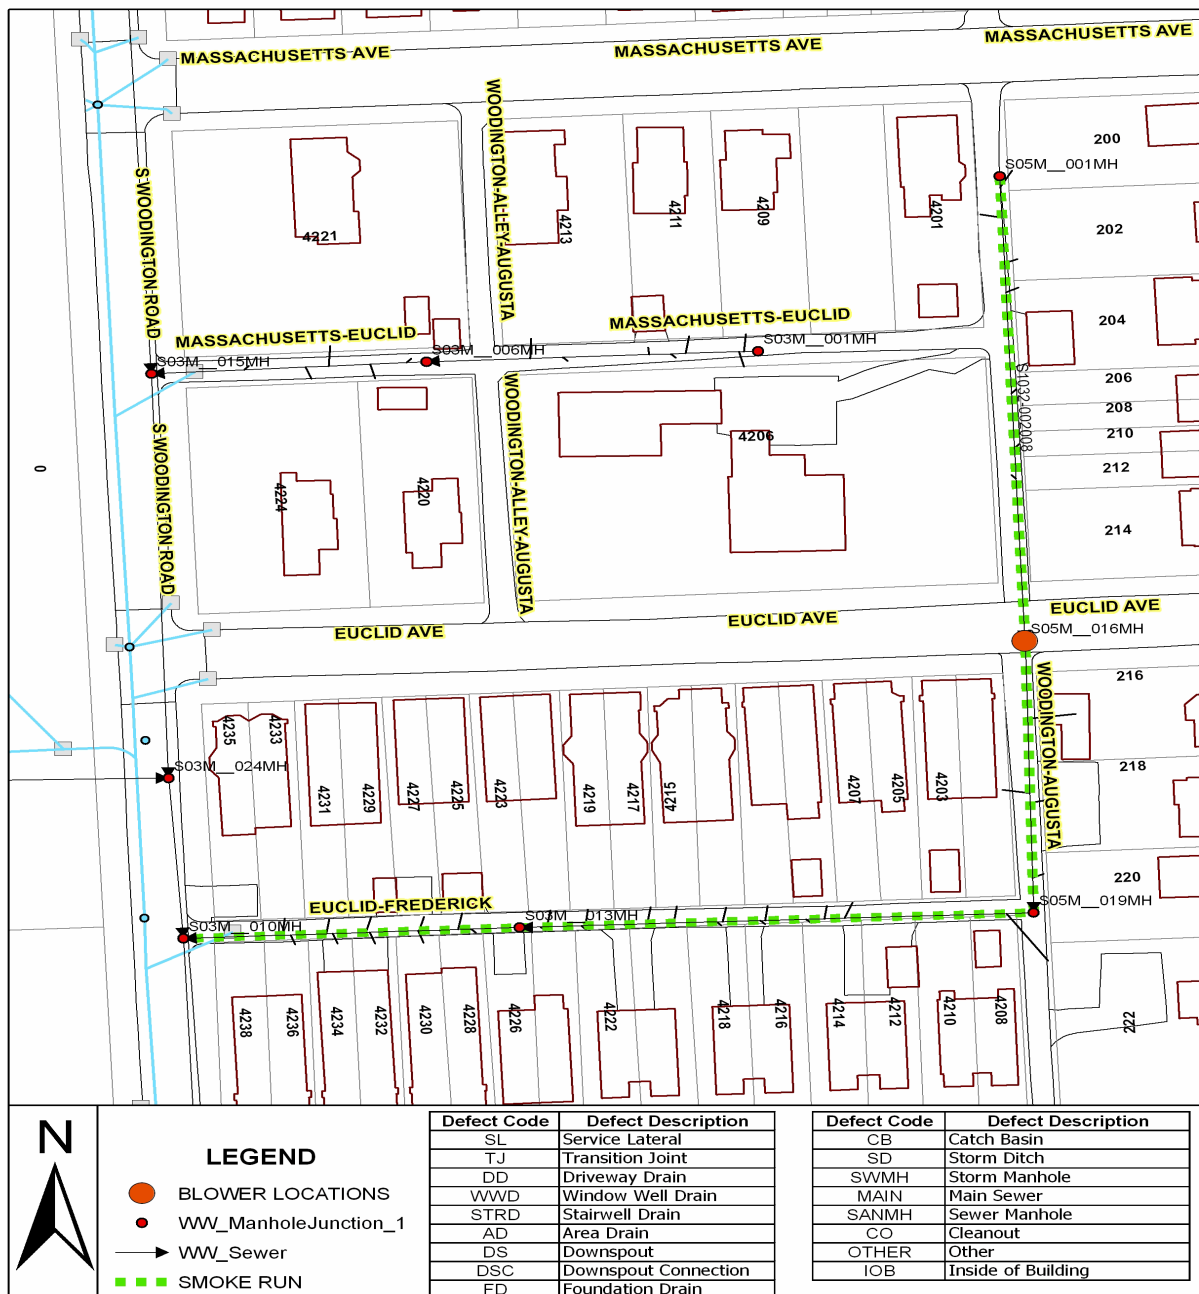 MASSACHUSETTS AVE
MASSACHUSETTS AVE
MASSACHUSETTS AVE
WOODINGTON-ALLEY-AUGUSTA
200
S05M__001MH
S-WOODINGTON-ROAD
4221
4213
4211
4209
4201
202
204
MASSACHUSETTS-EUCLID
MASSACHUSETTS-EUCLID
S03M__015MH
S03M__006MH
S03M__001MH
S1032-002008
206
208
210
212
214
WOODINGTON-ALLEY-AUGUSTA
S-WOODINGTON-ROAD
4206
0
4224
4220
EUCLID AVE
EUCLID AVE
EUCLID AVE
S05M__016MH
216
WOODINGTON-AUGUSTA
218
4235
4233
S03M__024MH
4231
4229
4227
4225
4223
4219
4217
4215
4207
4205
4203
220
EUCLID-FREDERICK
S03M__010MH
S03M__013MH
S05M__019MH
4238
4236
4234
4232
4230
4228
4226
4222
4218
4216
4214
4212
4210
4208
222
N
LEGEND
BLOWER LOCATIONS
WW_ManholeJunction_1
WW_Sewer
SMOKE RUN
Defect Code Defect Description
SL Service Lateral
TJ Transition Joint
DD Driveway Drain
WWD Window Well Drain
STRD Stairwell Drain
AD Area Drain
DS Downspout
DSC Downspout Connection
FD Foundation Drain
Defect Code Defect Description
CB Catch Basin
SD Storm Ditch
SWMH Storm Manhole
MAIN Main Sewer
SANMH Sewer Manhole
CO Cleanout
OTHER Other
IOB Inside of Building